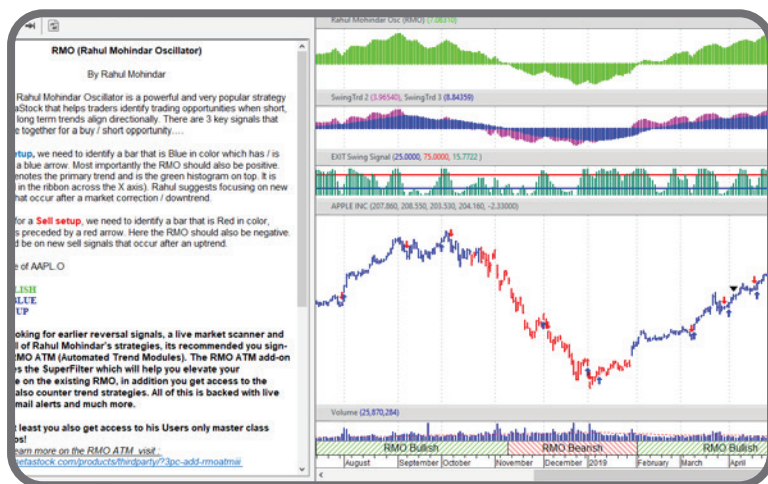 RMO (Rahul Mohindar Oscillator)
By Rahul Mohindar
Rahul Mohindar Oscillator is a powerful and very popular strategy
aStock that helps traders identify trading opportunities when short,
long term trends align directionally. There are 3 key signals that
e together for a buy / short opportunity....
etup, we need to identify a bar that is Blue in color which has / is
a blue arrow. Most importantly the RMO should also be positive.
enotes the primary trend and is the green histogram on top. It is
in the ribbon across the X axis). Rahul suggests focusing on new
hat occur after a market correction / downtrend.
for a Sell setup, we need to identify a bar that is Red in color,
s preceded by a red arrow. Here the RMO should also be negative.
d be on new sell signals that occur after an uptrend.
e of AAPL.O
LISH
BLUE
UP
oking for earlier reversal signals, a live market scanner and
ll of Rahul Mohindar's strategies, its recommended you sign-
RMO ATM (Automated Trend Modules). The RMO ATM add-on
es the SuperFilter which will help you elevate your
e on the existing RMO, in addition you get access to the
also counter trend strategies. All of this is backed with live
mail alerts and much more.
t least you also get access to his Users only master class
os!
earn more on the RMO ATM visit :
etastock.com/products/thirdparty/?3pc-add-rmoatmiii
Rahul Mohindar Osc (RMO) (7.08310)
SwingTrd 2 (3.96540), SwingTrd 3 (8.84359)
EXIT Swing Signal (25.0000, 75.0000, 15.7722 )
APPLE INC (207.860, 208.550, 203.530, 204.160, -2.33000)
Volume (25,870,284)
RMO Bullish RMO Bearish RMO Bullish
August September October November December 2019 February March April